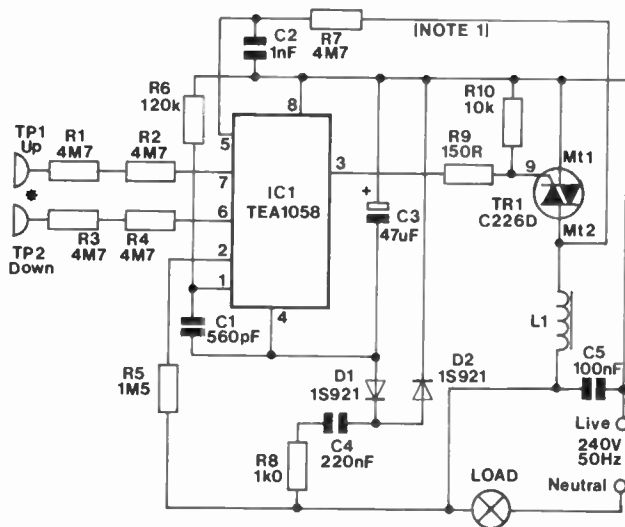 C2
1nF
R7
4M7
(NOTE 1)
R6
120k
R10
10k
8
TP1
Up
R1
4M7
R2
4M7
5
7
3
R9
150R
9
Mt1
IC1
TEA1058
+
TR1
C226D
*
6
C3
47uF
Mt2
TP2
Down
R3
4M7
R4
4M7
2
1
4
C1
560pF
L1
R5
1M5
D1
1S921
D2
1S921
C5
100nF
C4
220nF
R8
1k0
Live
240V
50Hz
LOAD
Neutral